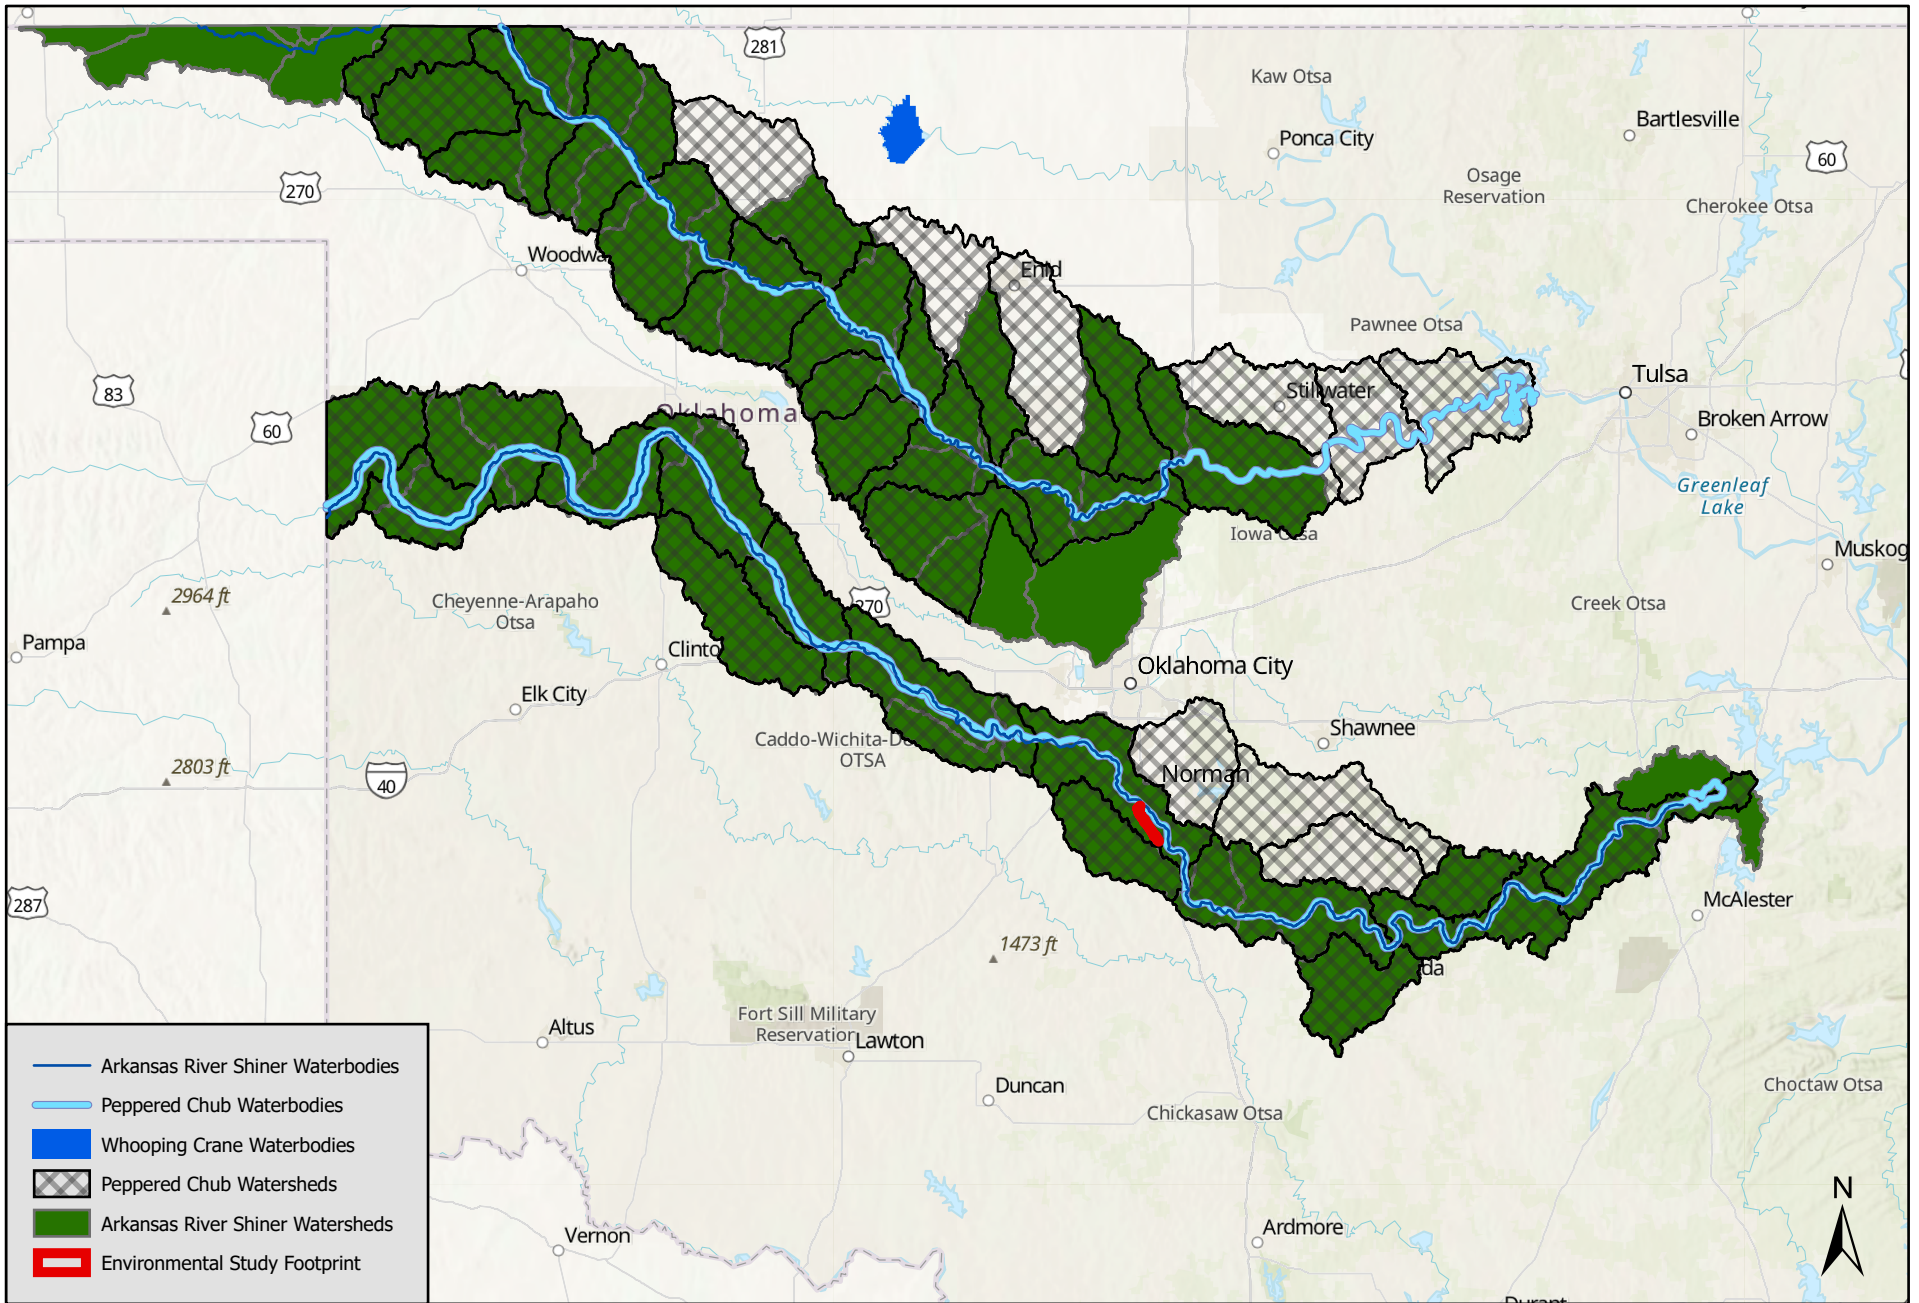 281
Kaw Otsa
Bartlesville
Ponca City
60
270
Osage
Reservation
Cherokee Otsa
Woodwa
Enid
Pawnee Otsa
83
60
Oklahoma
Stillwater
Tulsa
Broken Arrow
Greenleaf
Lake
Iowa Otsa
Muskog
2964 ft
Cheyenne-Arapaho
Otsa
270
Creek Otsa
Pampa
Clinto
Oklahoma City
Elk City
Shawnee
Caddo-Wichita-De
OTSA
2803 ft
40
Norman
287
McAlester
1473 ft
da
Fort Sill Military
Reservation
Altus
Lawton
Duncan
Chickasaw Otsa
Choctaw Otsa
Arkansas River Shiner Waterbodies
Peppered Chub Waterbodies
Whooping Crane Waterbodies
Peppered Chub Watersheds
Arkansas River Shiner Watersheds
Environmental Study Footprint
Vernon
Ardmore
N
Durant